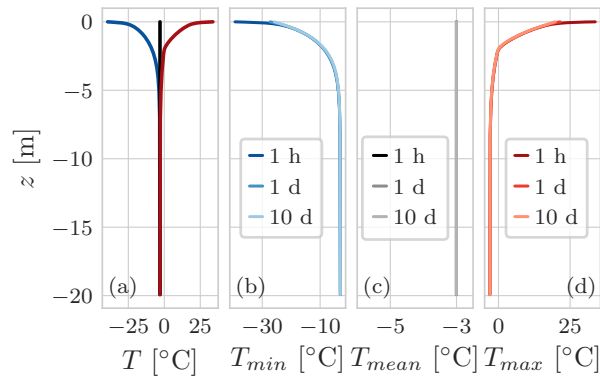 0
−5
−10
−15
−20
z [m]
(a)
(b)
(c)
(d)
1 h
1 d
10 d
1 h
1 d
10 d
1 h
1 d
10 d
−25 0 25
−30 −10
−5 −3
0 25
T [°C]
T_min [°C]
T_mean [°C]
T_max [°C]